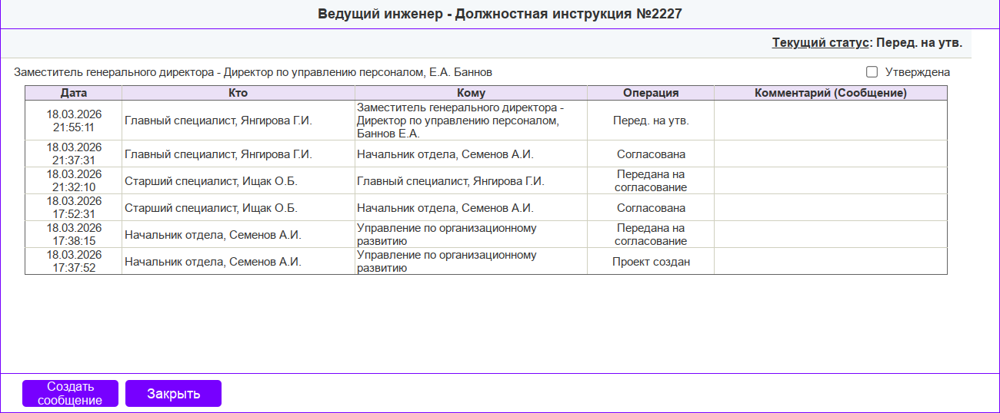 Ведущий инженер - Должностная инструкция №2227
Текущий статус: Перед. на утв.
Заместитель генерального директора - Директор по управлению персоналом, Е.А. Баннов
Утверждена
Дата Кто Кому Операция Комментарий (Сообщение)
18.03.2026
21:55:11
Главный специалист, Янгирова Г.И.
Заместитель генерального директора -
Директор по управлению персоналом,
Баннов Е.А.
Перед. на утв.
18.03.2026
21:37:31
Главный специалист, Янгирова Г.И.
Начальник отдела, Семенов А.И.
Согласована
18.03.2026
21:32:10
Старший специалист, Ищак О.Б.
Главный специалист, Янгирова Г.И.
Передана на
согласование
18.03.2026
17:52:31
Старший специалист, Ищак О.Б.
Начальник отдела, Семенов А.И.
Согласована
18.03.2026
17:38:15
Начальник отдела, Семенов А.И.
Управление по организационному
развитию
Передана на
согласование
18.03.2026
17:37:52
Начальник отдела, Семенов А.И.
Управление по организационному
развитию
Проект создан
Создать
сообщение
Закрыть